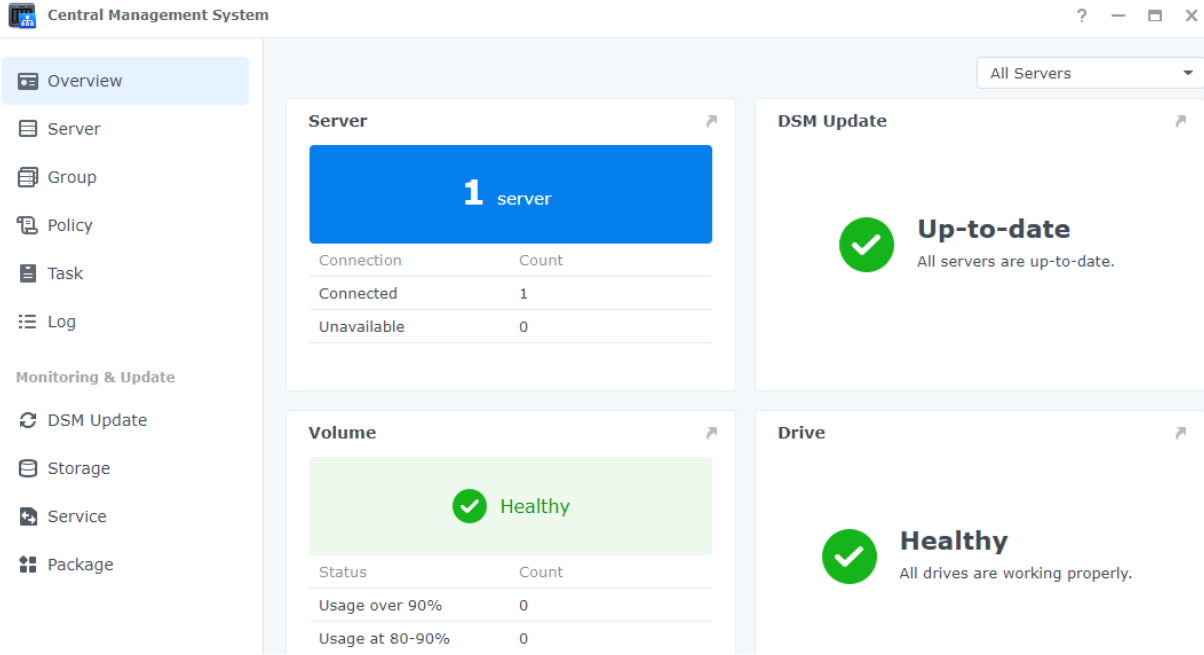 Central Management System
?
Overview
Server
Group
Policy
Task
Log
Monitoring & Update
DSM Update
Storage
Service
Package
All Servers
Server
1 server
Connection Count
Connected 1
Unavailable 0
DSM Update
Up-to-date
All servers are up-to-date.
Volume
Healthy
Status Count
Usage over 90% 0
Usage at 80-90% 0
Drive
Healthy
All drives are working properly.